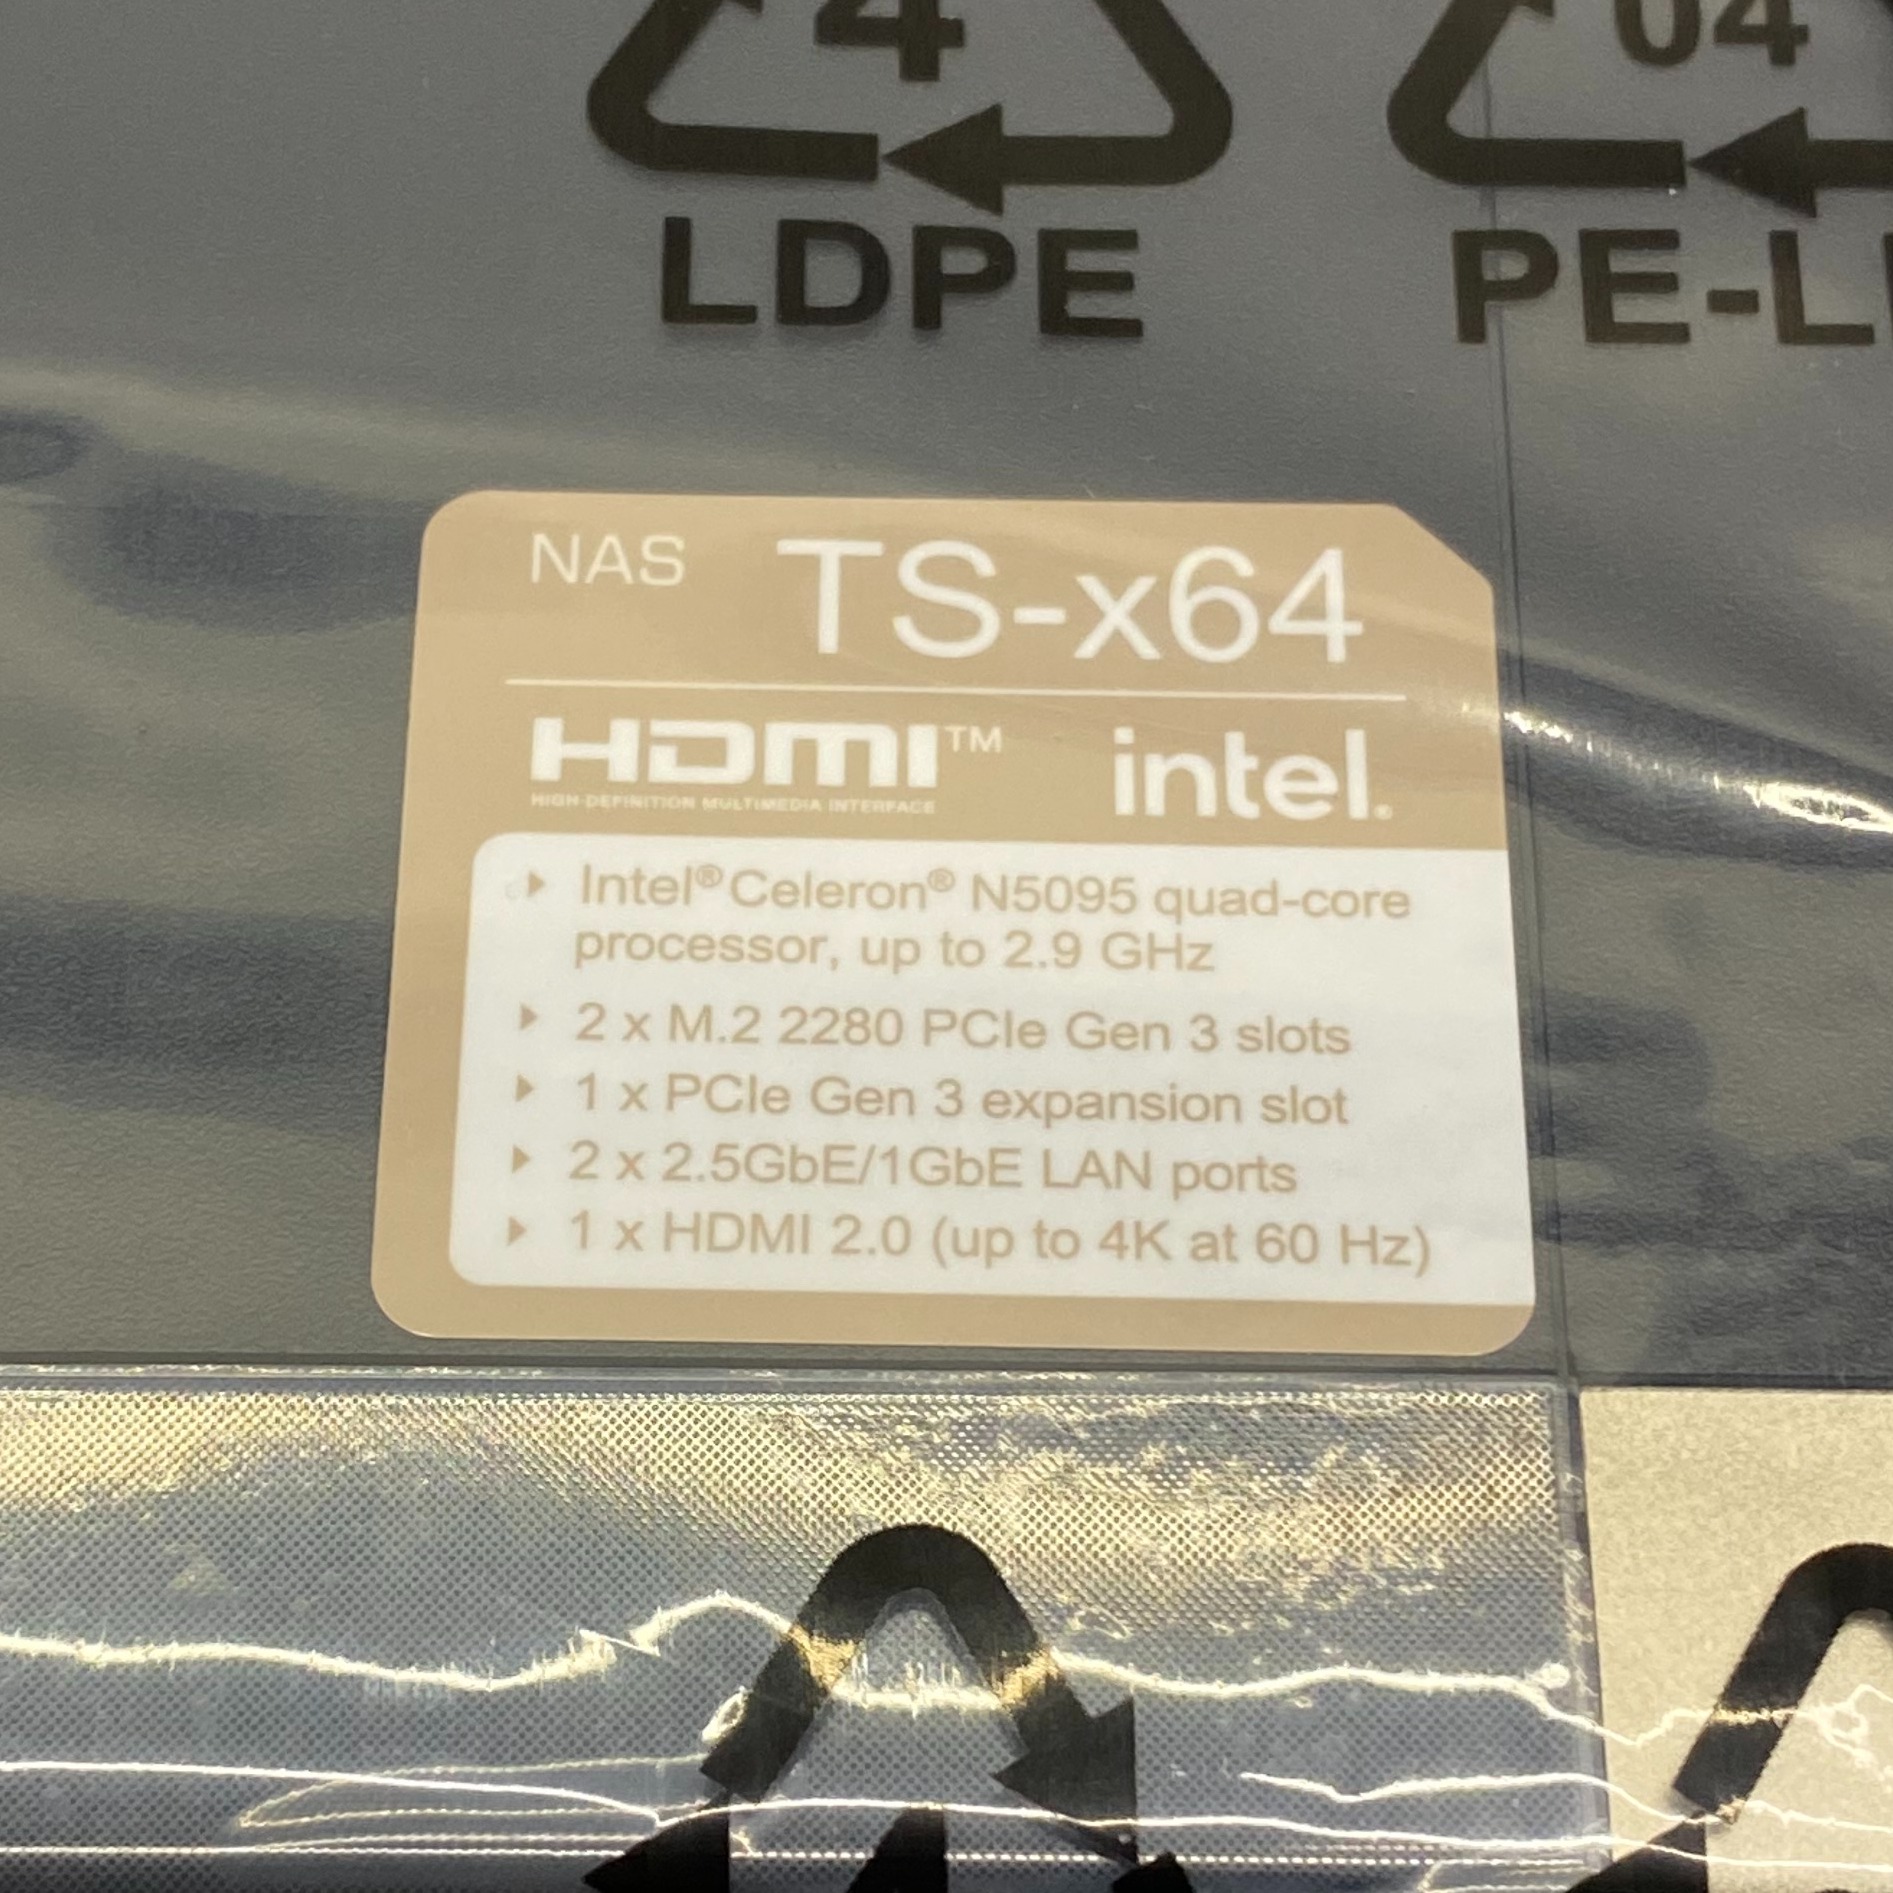 4
04
LDPE
PE-L
NAS TS-x64
HDMI™ intel.
HIGH-DEFINITION MULTIMEDIA INTERFACE
Intel® Celeron® N5095 quad-core
processor, up to 2.9 GHz
2 x M.2 2280 PCIe Gen 3 slots
1 x PCIe Gen 3 expansion slot
2 x 2.5GbE/1GbE LAN ports
1 x HDMI 2.0 (up to 4K at 60 Hz)